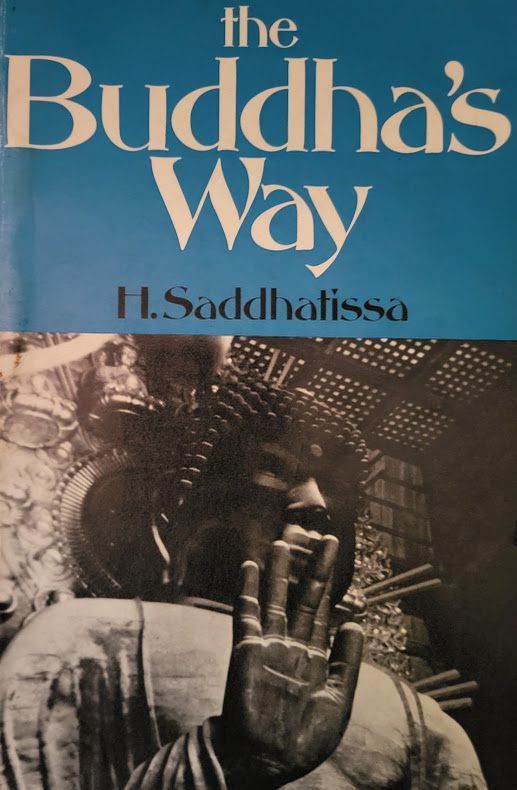 the
Buddha's
Way
H. Saddhatissa